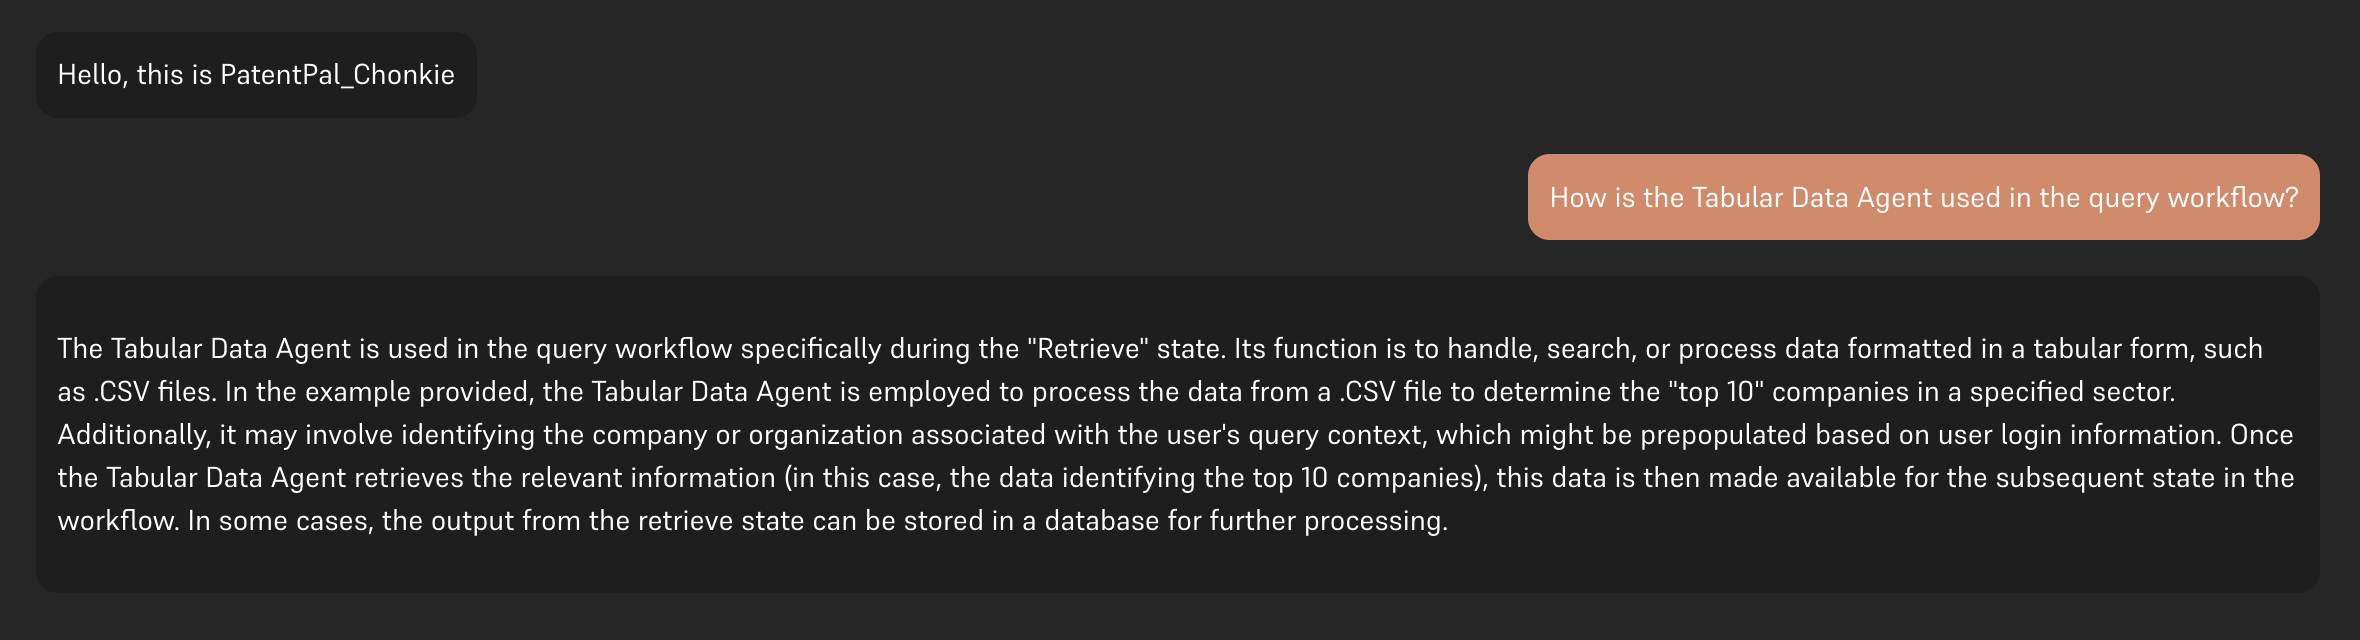 Hello, this is PatentPal_Chonkie
How is the Tabular Data Agent used in the query workflow?
The Tabular Data Agent is used in the query workflow specifically during the "Retrieve" state. Its function is to handle, search, or process data formatted in a tabular form, such
as .CSV files. In the example provided, the Tabular Data Agent is employed to process the data from a .CSV file to determine the "top 10" companies in a specified sector.
Additionally, it may involve identifying the company or organization associated with the user's query context, which might be prepopulated based on user login information. Once
the Tabular Data Agent retrieves the relevant information (in this case, the data identifying the top 10 companies), this data is then made available for the subsequent state in the
workflow. In some cases, the output from the retrieve state can be stored in a database for further processing.